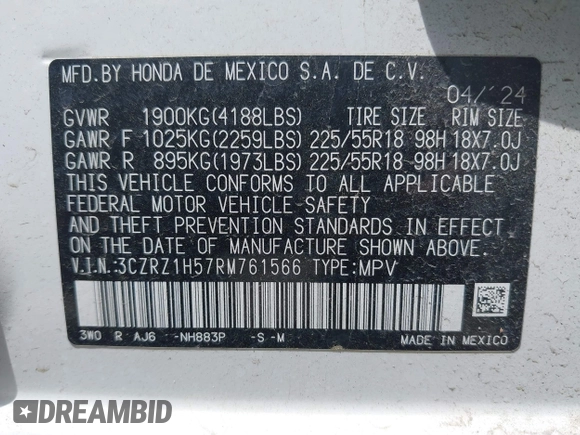 MFD.BY HONDA DE MEXICO S.A. DE C.V.
04/'24
GVWR 1900KG(4188LBS) TIRE SIZE RIM SIZE
GAWR F 1025KG(2259LBS) 225/55R18 98H 18X7.0J
GAWR R 895KG(1973LBS) 225/55R18 98H 18X7.0J
THIS VEHICLE CONFORMS TO ALL APPLICABLE
FEDERAL MOTOR VEHICLE SAFETY
AND THEFT PREVENTION STANDARDS IN EFFECT
ON THE DATE OF MANUFACTURE SHOWN ABOVE.
V.I.N.:3CZRZ1H57RM761566 TYPE:MPV
3W0 R AJ6 -NH883P -S -M
MADE IN MEXICO
DREAMBID